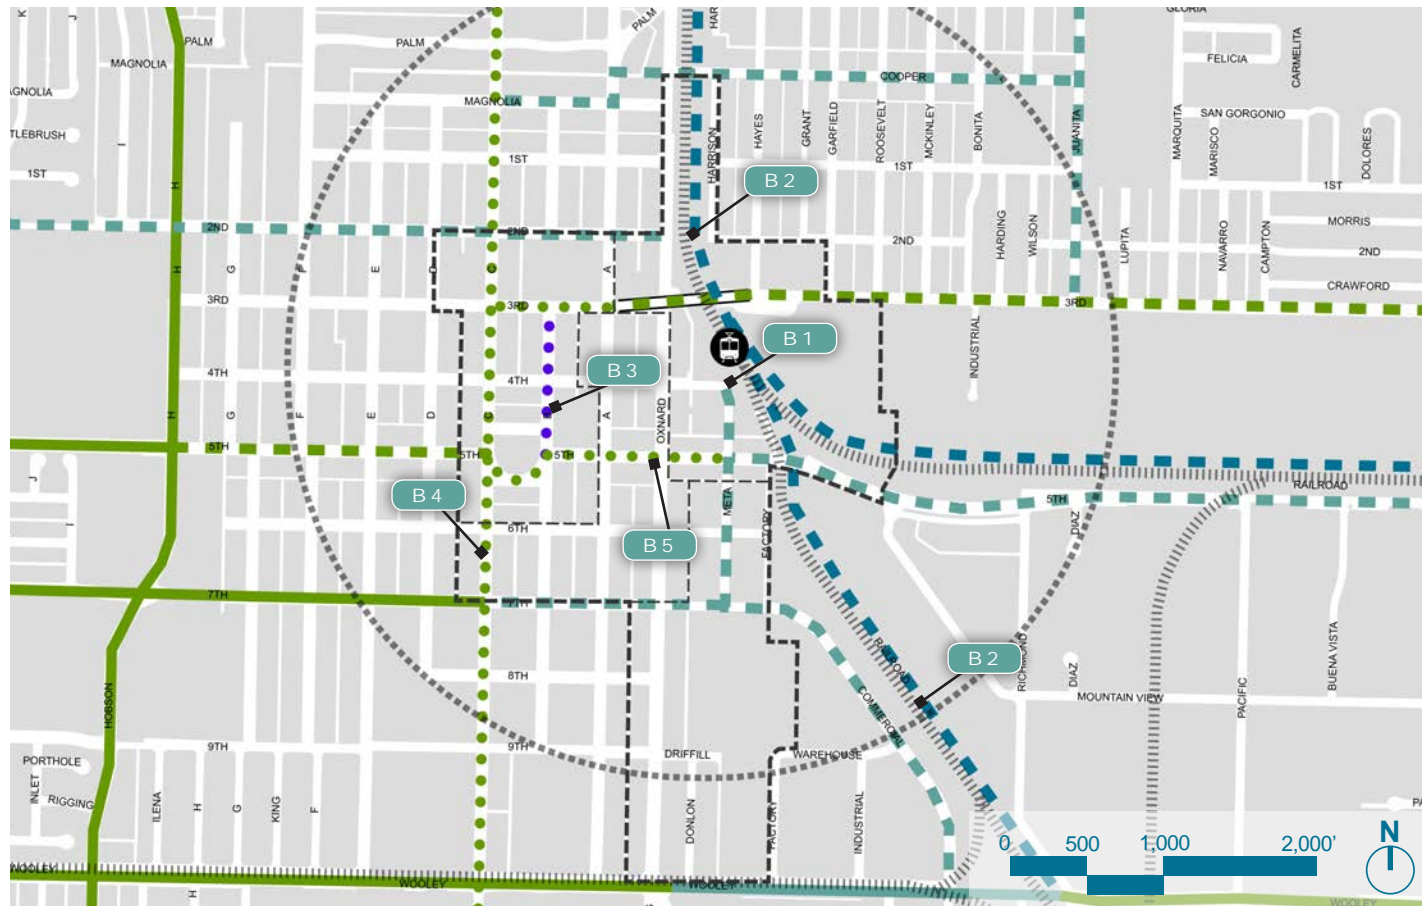 K
J
PALM
PALM
PALM
HAR
GLORIA
CARMELITA
FELICIA
MAGNOLIA
AGNOLIA
MAGNOLIA
COOPER
TLEBRUSH
I
1ST
1ST
HARRISON
HAYES
GRANT
GARFIELD
ROOSEVELT
MCKINLEY
BONITA
JUANITA
MARQUITA
MARISCO
SAN GORGONIO
DOLORES
1ST
1ST
H
B 2
2ND
2ND
2ND
HARDING
WILSON
LUPITA
NAVARRO
CAMPTON
MORRIS
2ND
CRAWFORD
H
G
F
E
D
C
A
3RD
3RD
3RD
B 1
INDUSTRIAL
4TH
4TH
B 3
H
G
F
E
D
C
A
OXNARD
5TH
5TH
5TH
J
I
B 4
META
FACTORY
RAILROAD
5TH
DIAZ
6TH
B 5
7TH
7TH
B 2
RAILROAD
COMMERCIAL
RICHMOND
DIAZ
MOUNTAIN VIEW
PACIFIC
BUENA VISTA
HOBSON
8TH
9TH
9TH
DRIFFILL
WAREHOUSE
PORTHOLE
INLET
RIGGING
ILENA
H
G
KING
F
DONLON
FACTORY
INDUSTRIAL
PA
0 500 1,000 2,000'
N
WOOLEY
WOOLEY
WOOLEY
WOOLEY
H